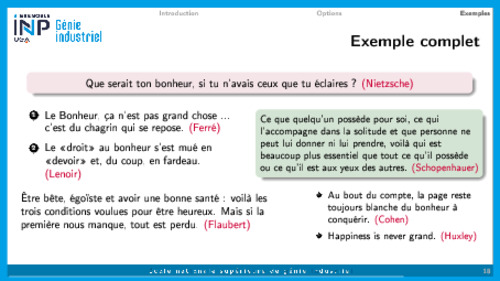 Introduction Options Exemples
GRENOBLE
INP
UGA
Génie
industriel
Exemple complet
Que serait ton bonheur, si tu n'avais ceux que tu éclaires ? (Nietzsche)
1 Le Bonheur, ça n'est pas grand chose ...
c'est du chagrin qui se repose. (Ferré)
2 Le «droit» au bonheur s'est mué en
«devoir» et, du coup, en fardeau.
(Lenoir)
Être bête, égoïste et avoir une bonne santé : voilà les
trois conditions voulues pour être heureux. Mais si la
première nous manque, tout est perdu. (Flaubert)
Ce que quelqu'un possède pour soi, ce qui
l'accompagne dans la solitude et que personne ne
peut lui donner ni lui prendre, voilà qui est
beaucoup plus essentiel que tout ce qu'il possède
ou ce qu'il est aux yeux des autres. (Schopenhauer)
Au bout du compte, la page reste
toujours blanche du bonheur à
conquérir. (Cohen)
Happiness is never grand. (Huxley)
École nationale supérieure de génie industriel
18